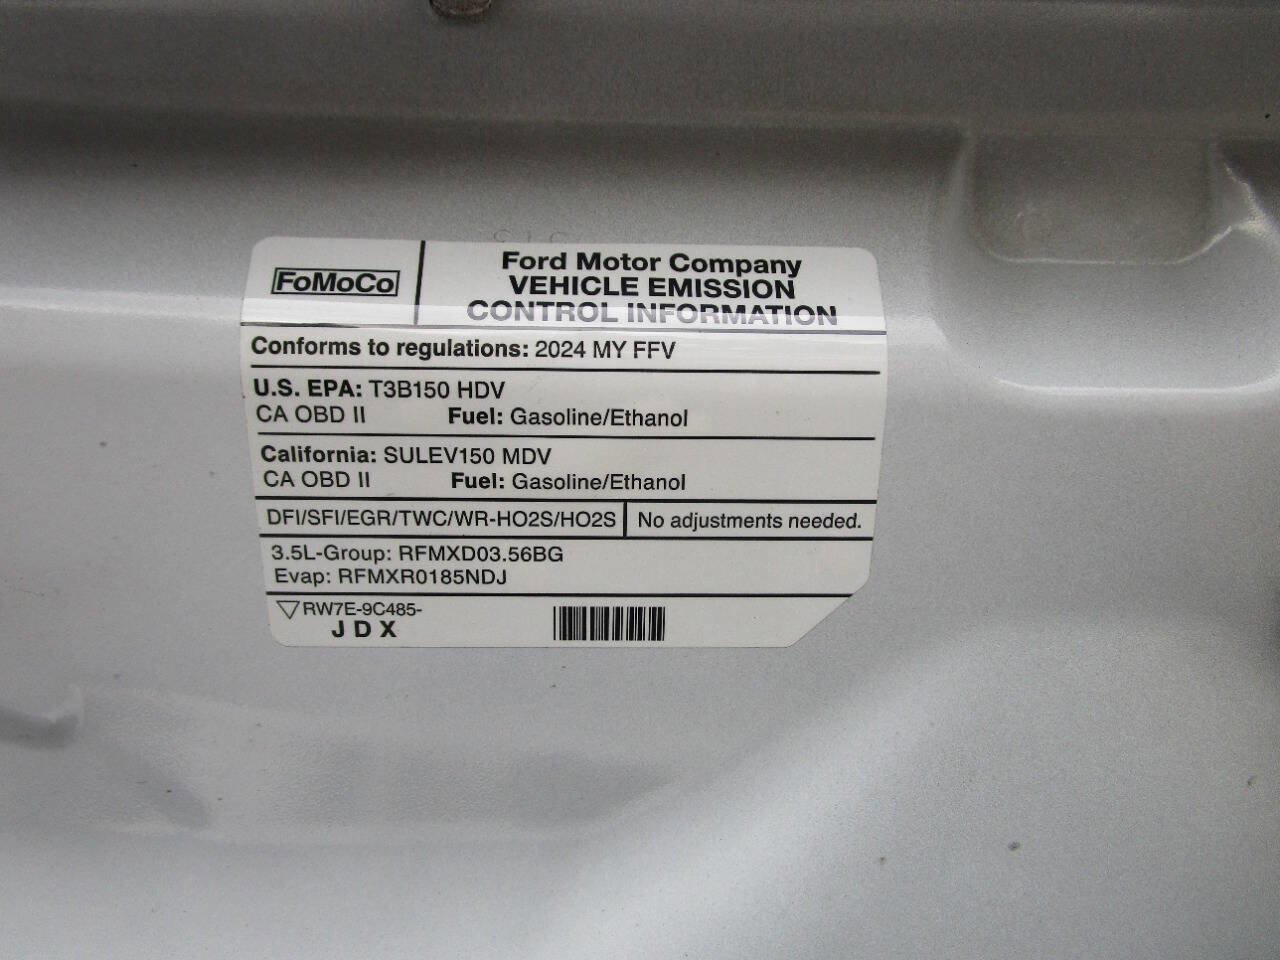 FoMoCo
Ford Motor Company
VEHICLE EMISSION
CONTROL INFORMATION
Conforms to regulations: 2024 MY FFV
U.S. EPA: T3B150 HDV
CA OBD II Fuel: Gasoline/Ethanol
California: SULEV150 MDV
CA OBD II Fuel: Gasoline/Ethanol
DFI/SFI/EGR/TWC/WR-HO2S/HO2S No adjustments needed.
3.5L-Group: RFMXD03.56BG
Evap: RFMXR0185NDJ
RW7E-9C485-
JDX